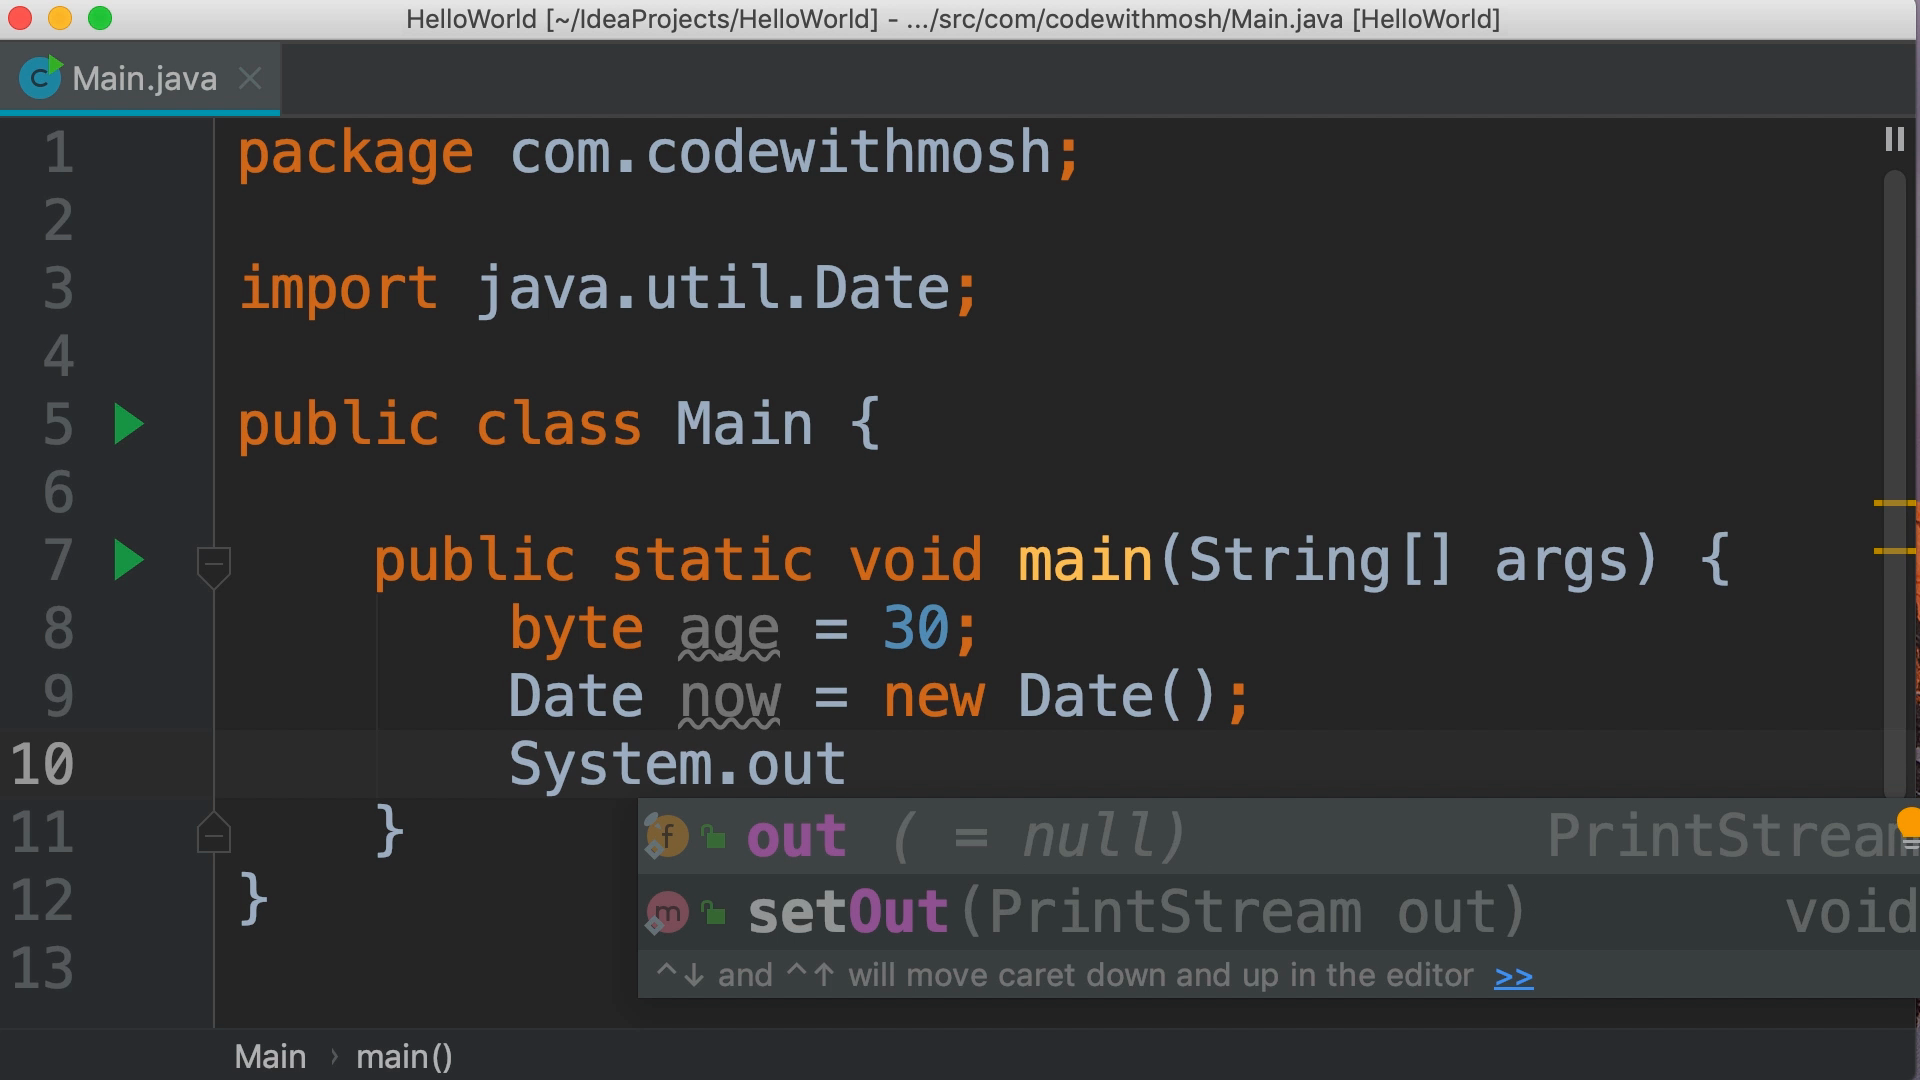 HelloWorld [~/IdeaProjects/HelloWorld] - .../src/com/codewithmosh/Main.java [HelloWorld]
C Main.java
1 package com.codewithmosh;
2
3 import java.util.Date;
4
5 public class Main {
6
7 public static void main(String[] args) {
8 byte age = 30;
9 Date now = new Date();
10 System.out
11 }
12 }
13
f out ( = null) PrintStream
m setOut(PrintStream out) void
^↓ and ^↑ will move caret down and up in the editor >>
Main › main()